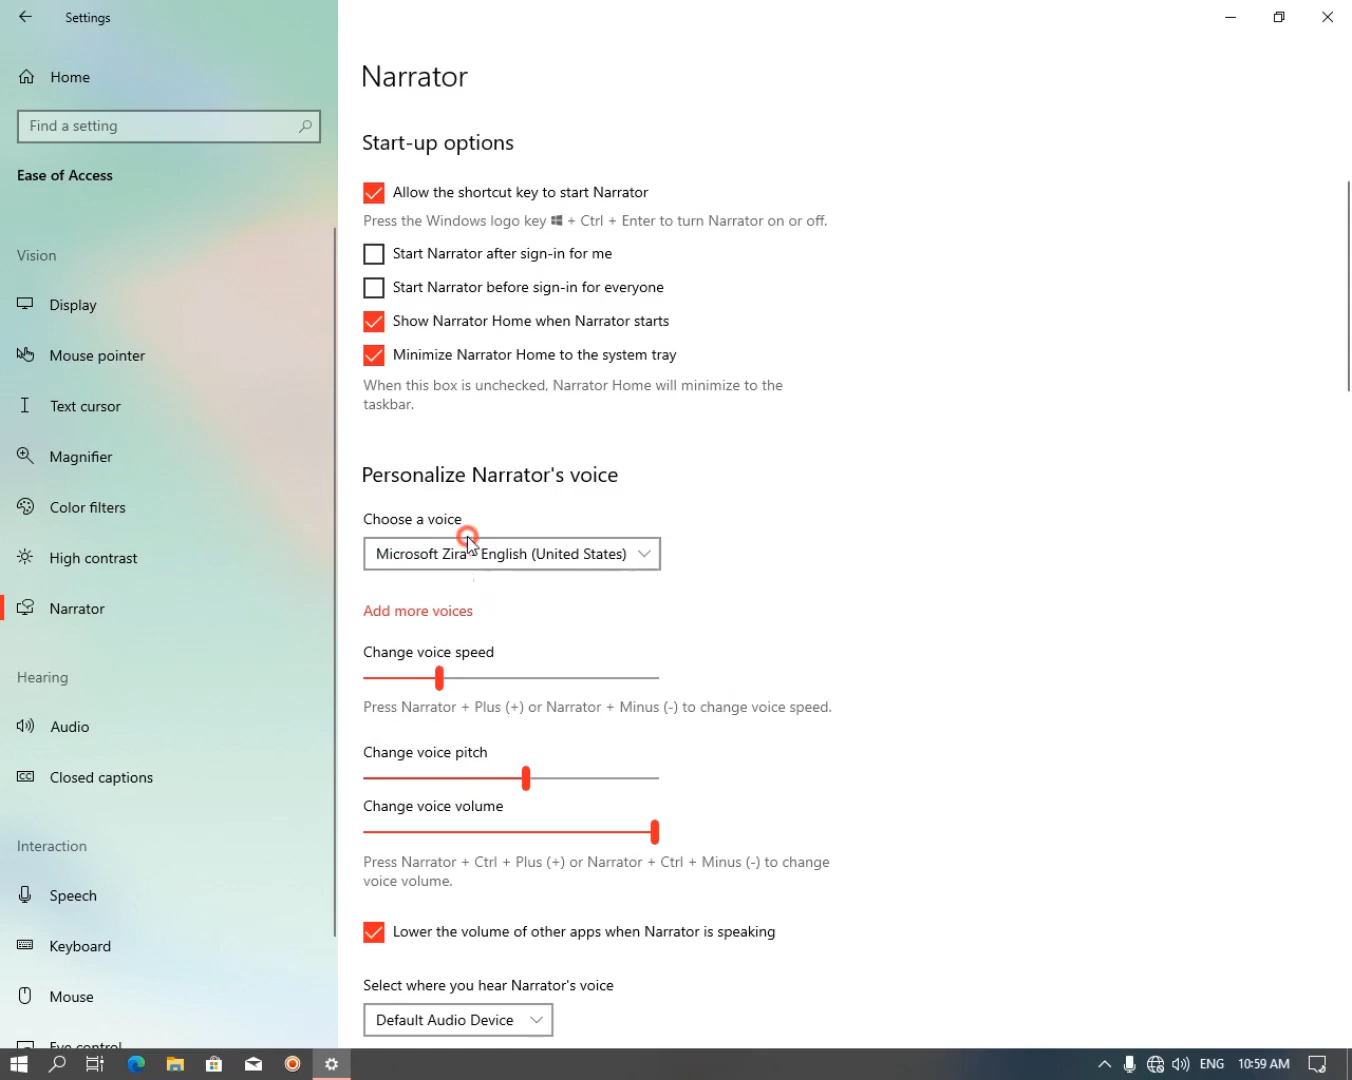 Settings
Home
Find a setting
Ease of Access
Vision
Display
Mouse pointer
Text cursor
Magnifier
Color filters
High contrast
Narrator
Hearing
Audio
Closed captions
Interaction
Speech
Keyboard
Mouse
Eye control
Narrator
Start-up options
Allow the shortcut key to start Narrator
Press the Windows logo key + Ctrl + Enter to turn Narrator on or off.
Start Narrator after sign-in for me
Start Narrator before sign-in for everyone
Show Narrator Home when Narrator starts
Minimize Narrator Home to the system tray
When this box is unchecked, Narrator Home will minimize to the
taskbar.
Personalize Narrator's voice
Choose a voice
Microsoft Zira - English (United States)
Add more voices
Change voice speed
Press Narrator + Plus (+) or Narrator + Minus (-) to change voice speed.
Change voice pitch
Change voice volume
Press Narrator + Ctrl + Plus (+) or Narrator + Ctrl + Minus (-) to change
voice volume.
Lower the volume of other apps when Narrator is speaking
Select where you hear Narrator's voice
Default Audio Device
ENG 10:59 AM